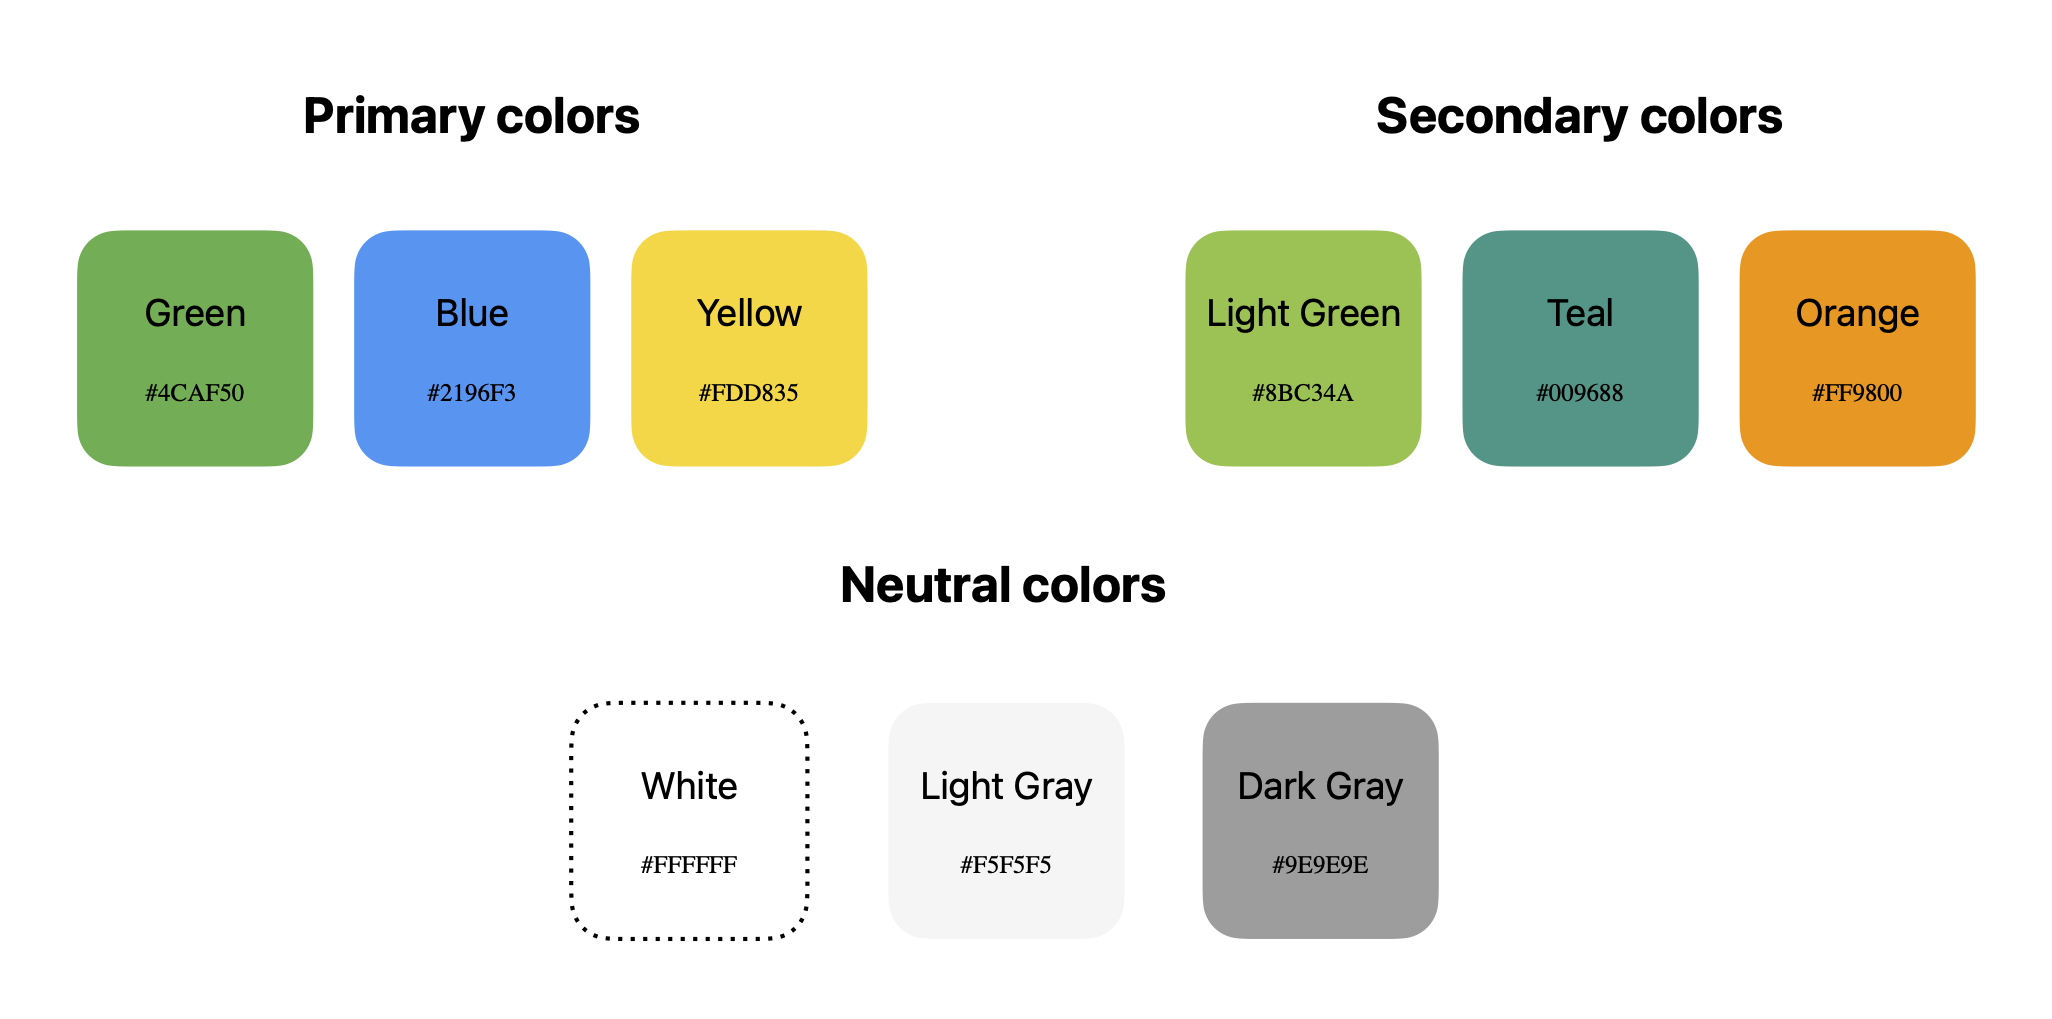 Primary colors
Green
#4CAF50
Blue
#2196F3
Yellow
#FDD835
Secondary colors
Light Green
#8BC34A
Teal
#009688
Orange
#FF9800
Neutral colors
White
#FFFFFF
Light Gray
#F5F5F5
Dark Gray
#9E9E9E